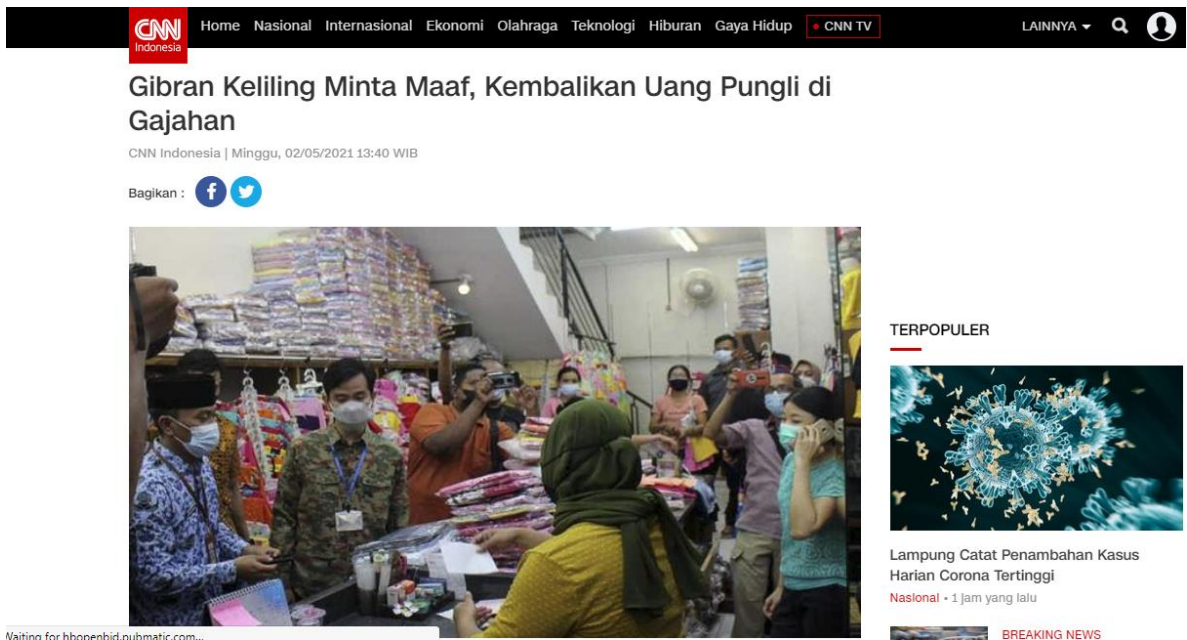 CNN
Indonesia
Home Nasional Internasional Ekonomi Olahraga Teknologi Hiburan Gaya Hidup • CNN TV
LAINNYA
Gibran Keliling Minta Maaf, Kembalikan Uang Pungli di
Gajahan
CNN Indonesia | Minggu, 02/05/2021 13:40 WIB
Bagikan :
TERPOPULER
Lampung Catat Penambahan Kasus
Harian Corona Tertinggi
Nasional • 1 jam yang lalu
BREAKING NEWS
Waiting for hbopenbid.pubmatic.com...